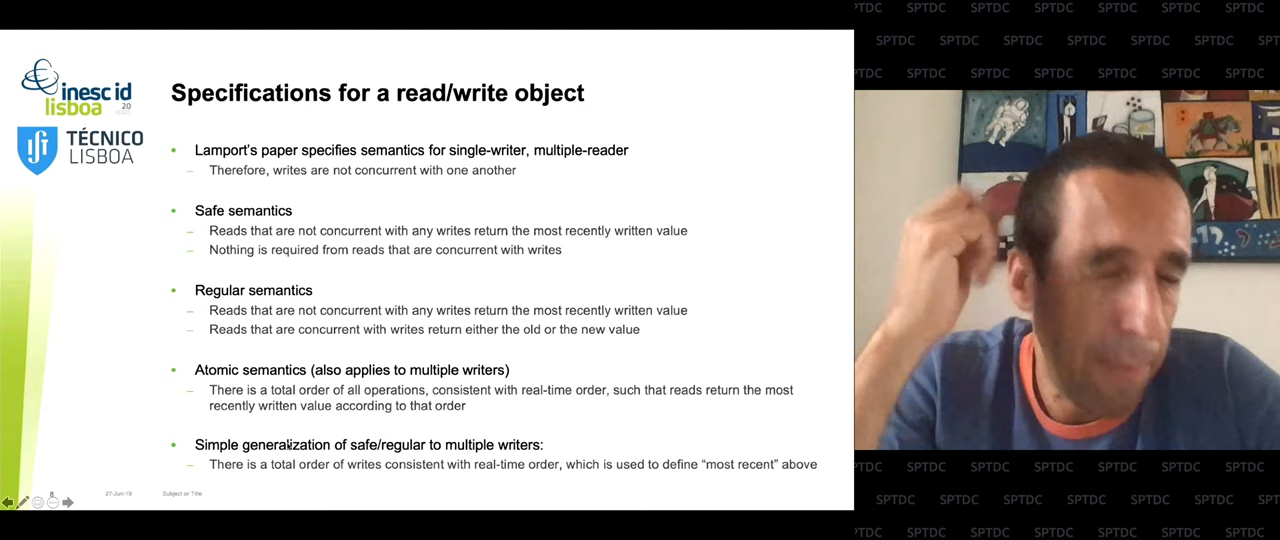 inesc id
lisboa
20
TÉCNICO
LISBOA
Specifications for a read/write object
• Lamport's paper specifies semantics for single-writer, multiple-reader
– Therefore, writes are not concurrent with one another
• Safe semantics
– Reads that are not concurrent with any writes return the most recently written value
– Nothing is required from reads that are concurrent with writes
• Regular semantics
– Reads that are not concurrent with any writes return the most recently written value
– Reads that are concurrent with writes return either the old or the new value
• Atomic semantics (also applies to multiple writers)
– There is a total order of all operations, consistent with real-time order, such that reads return the most
recently written value according to that order
• Simple generalization of safe/regular to multiple writers:
– There is a total order of writes consistent with real-time order, which is used to define “most recent” above
27-Jun-19 Subject or Title
SPTDC SPTDC SPTDC SPTDC SPTDC SPTDC
SPTDC SPTDC SPTDC SPTDC SPTDC
SPTDC SPTDC SPTDC SPTDC SPTDC SPTDC
SPTDC SPTDC SPTDC SPTDC SPTDC SPTDC
SPTDC SPTDC SPTDC SPTDC SPTDC
SPTDC SPTDC SPTDC SPTDC SPTDC SPTDC